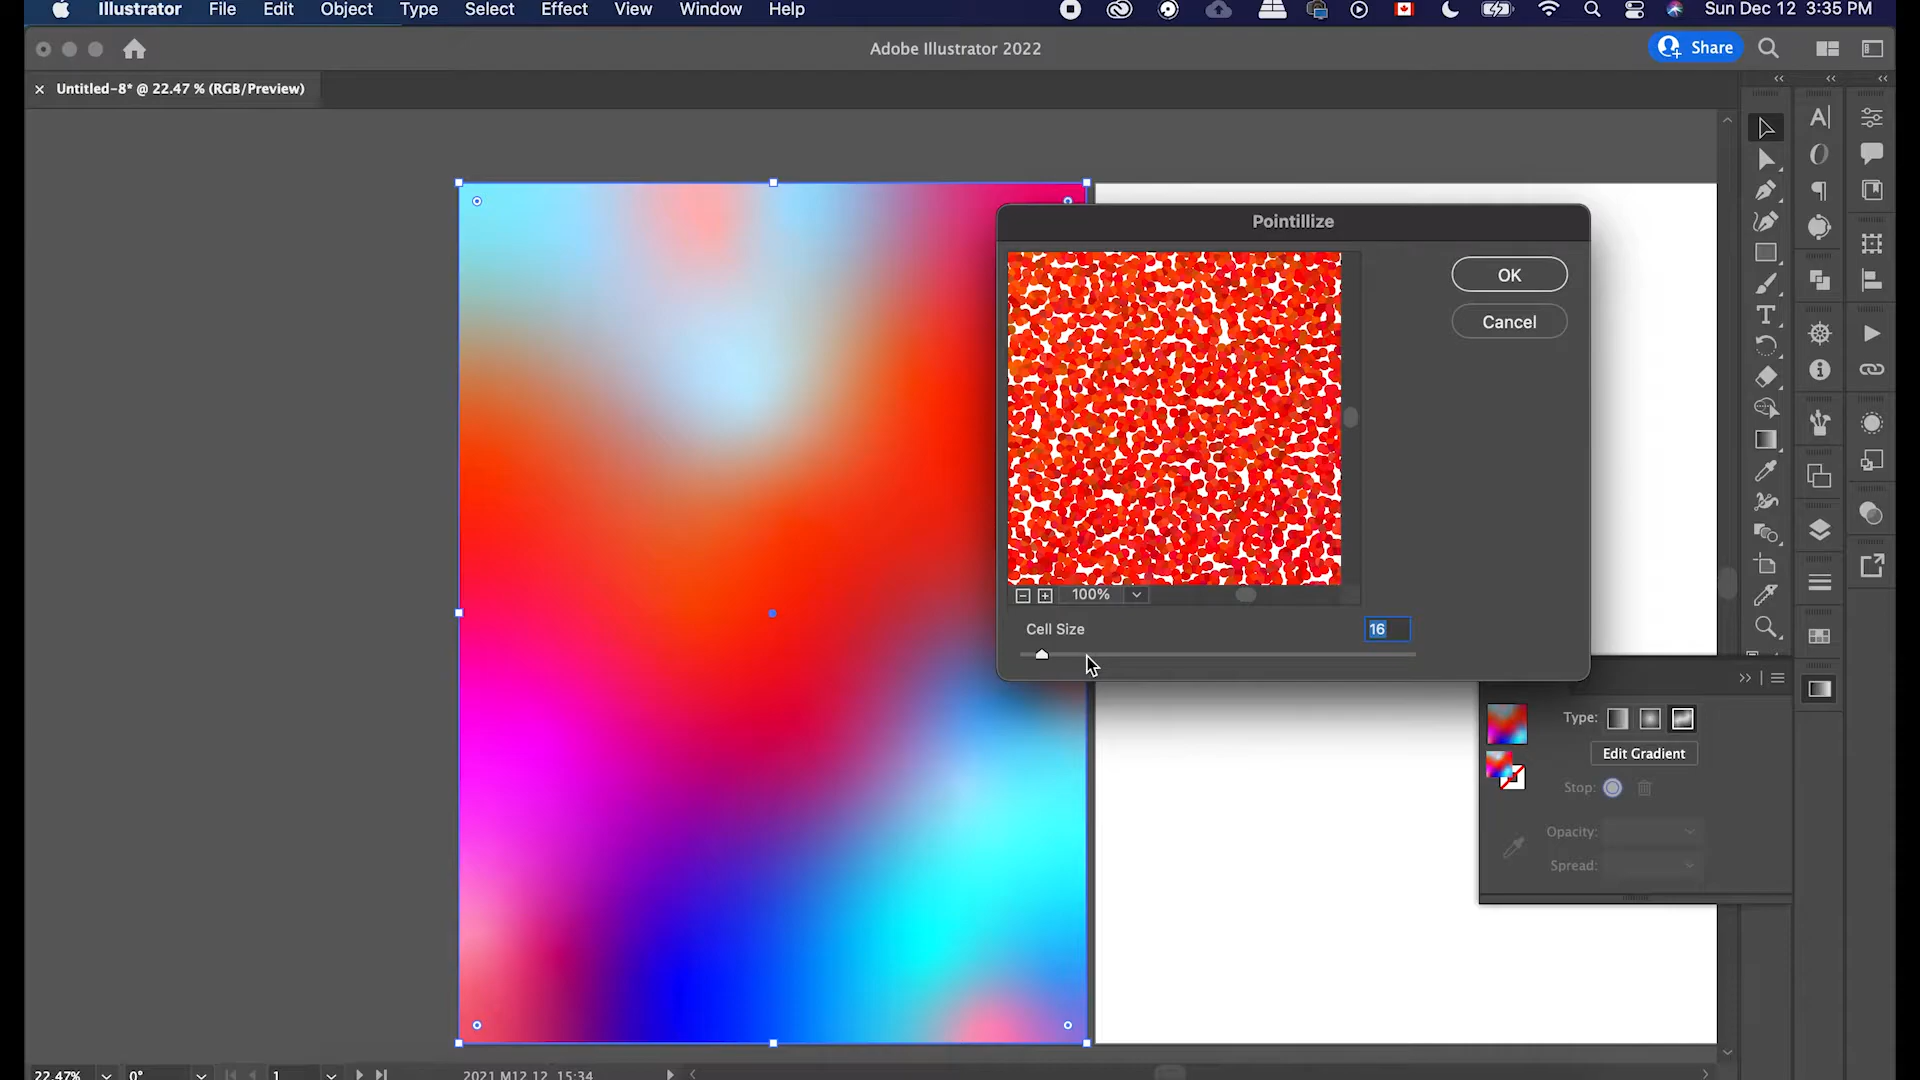 Illustrator File Edit Object Type Select Effect View Window Help Sun Dec 12 3:35 PM
Adobe Illustrator 2022
Share
Untitled-8* @ 22.47 % (RGB/Preview)
Pointillize
OK
Cancel
100%
Cell Size 16
Type:
Edit Gradient
Stop:
Opacity:
Spread:
22.47% 0° 1 2021 M12 12, 15:34